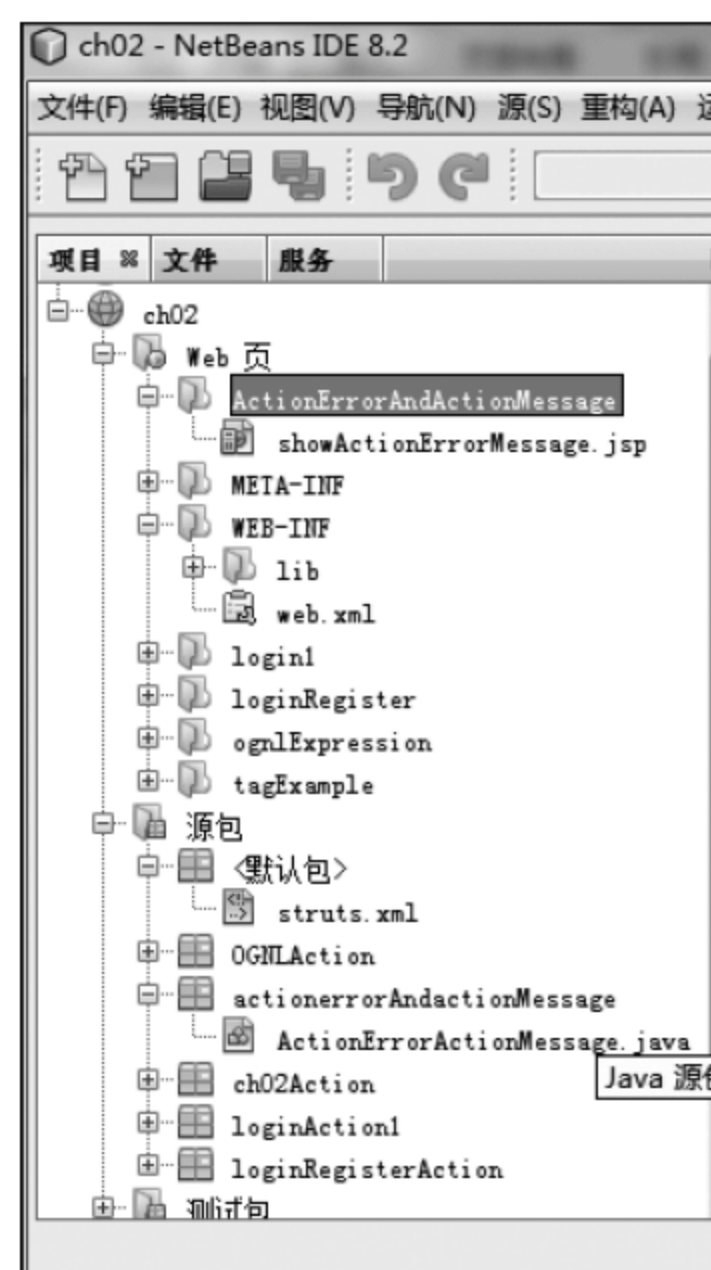 ch02 - NetBeans IDE 8.2
文件(F) 编辑(E) 视图(V) 导航(N) 源(S) 重构(A)
项目 文件 服务
ch02
Web 页
ActionErrorAndActionMessage
showActionErrorMessage.jsp
META-INF
WEB-INF
lib
web.xml
login1
loginRegister
ognlExpression
tagExample
源包
<默认包>
struts.xml
OGNLAction
actionerrorAndactionMessage
ActionErrorActionMessage.java
Java 源
ch02Action
loginAction1
loginRegisterAction
测试包